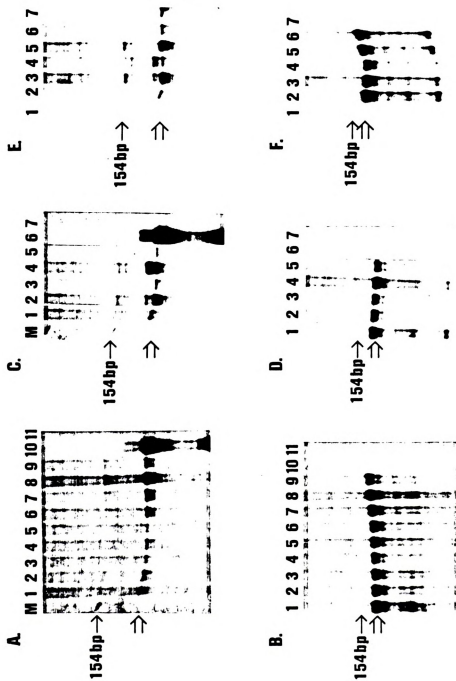 A.
M 1 2 3 4 5 6 7 8 9 10 11
154bp
B.
1 2 3 4 5 6 7 8 9 10 11
154bp
C.
M 1 2 3 4 5 6 7
154bp
D.
1 2 3 4 5 6 7
154bp
E.
1 2 3 4 5 6 7
154bp
F.
1 2 3 4 5 6 7
154bp